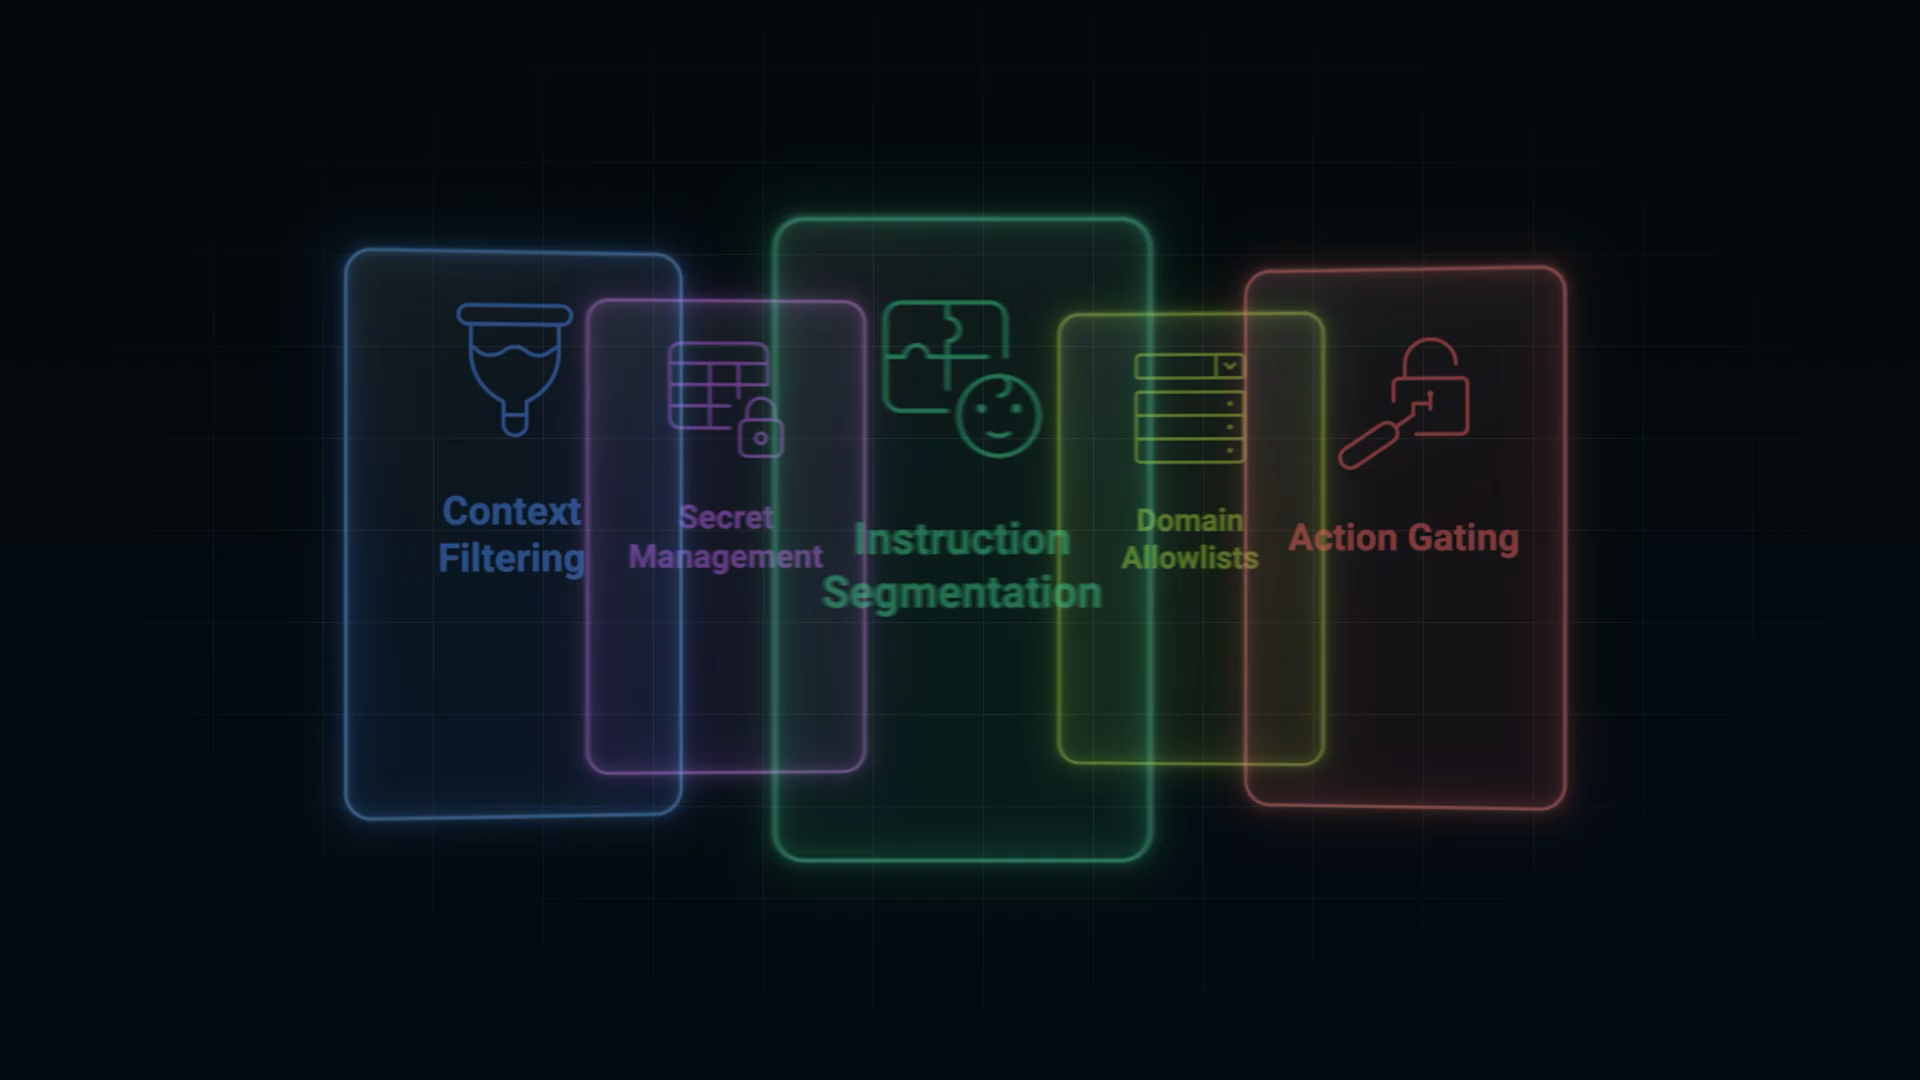 Context
Filtering
Secret
Management
Instruction
Segmentation
Domain
Allowlists
Action Gating